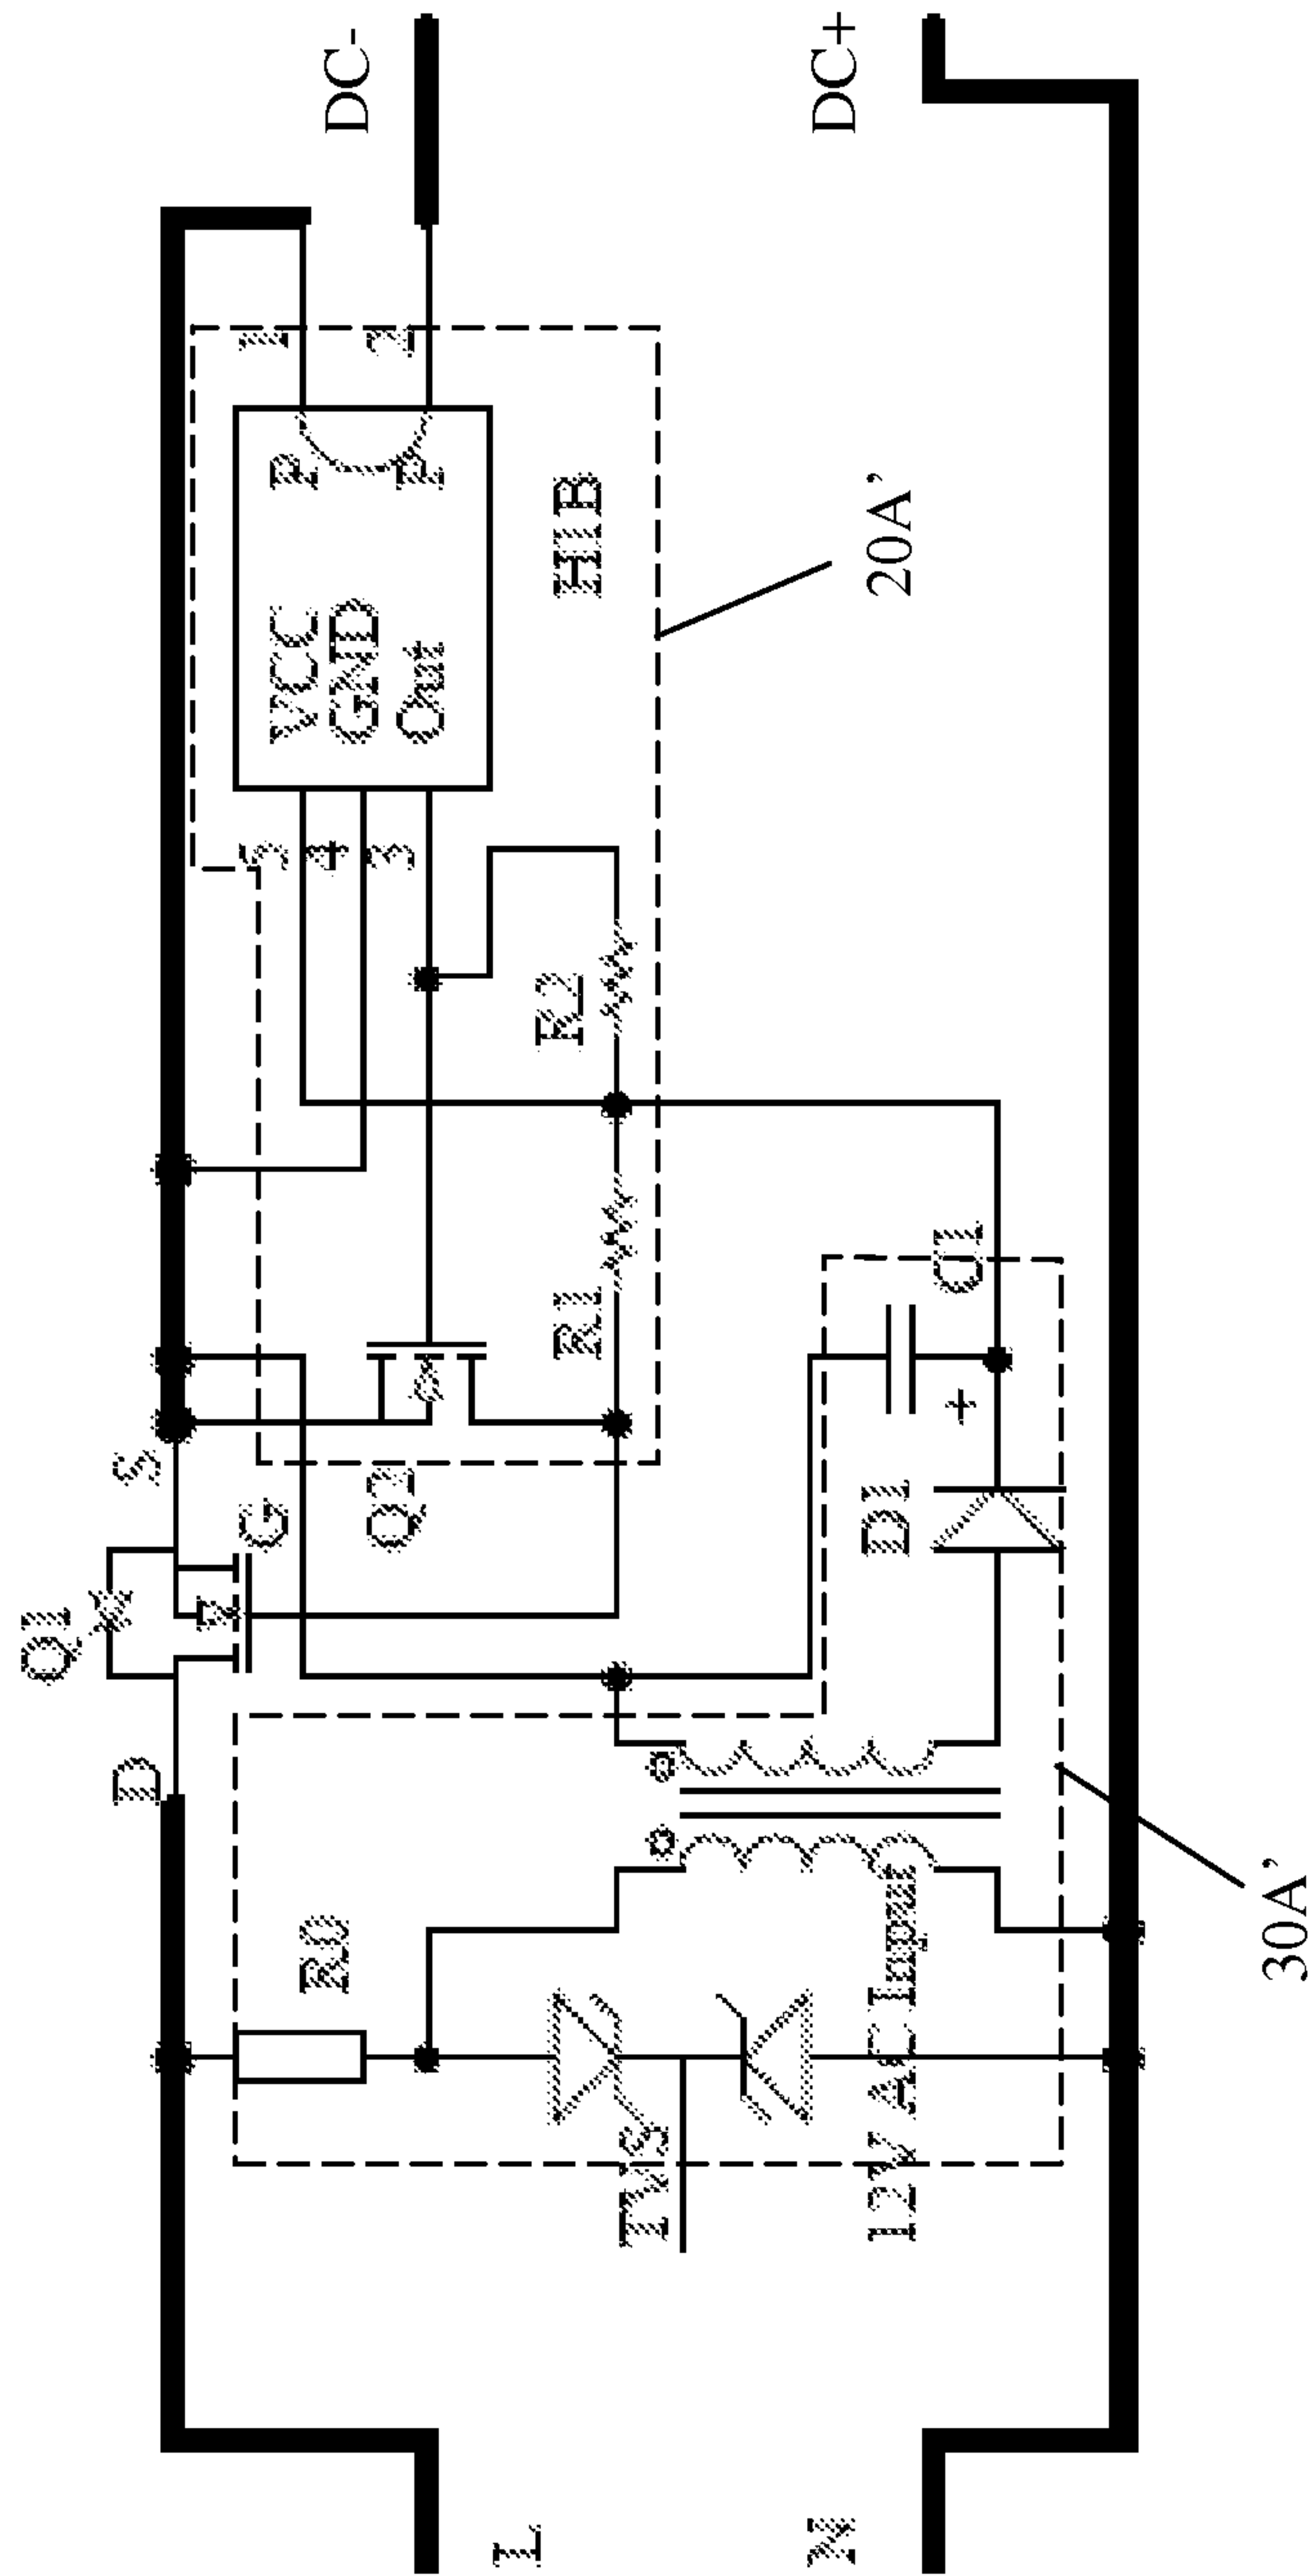 Q1
D
S
G
R0
L
N
TVS
12V AC Input
Q2
R1
R2
D1
+
C1
5
4
3
VCC
GND
Out
P
P
1
2
H1B
DC-
DC+
20A’
30A’